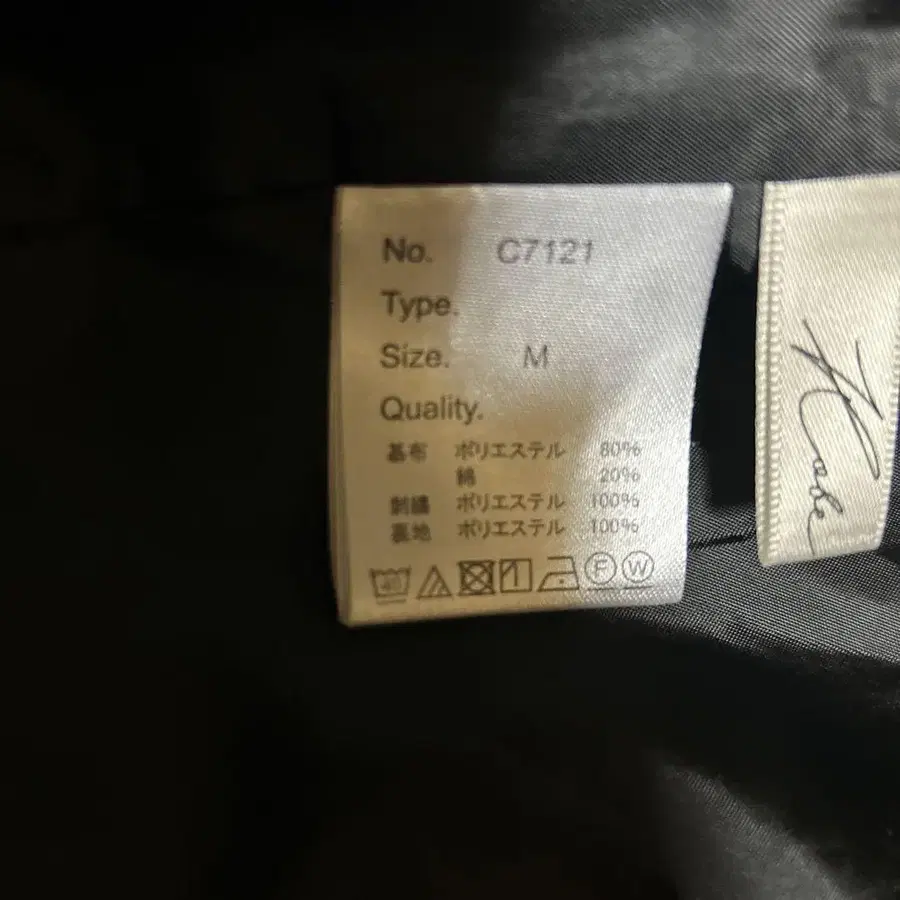 No. C7121
Type.
Size. M
Quality.
基布 ポリエステル 80%
綿 20%
刺繍 ポリエステル 100%
裏地 ポリエステル 100%
40 F W